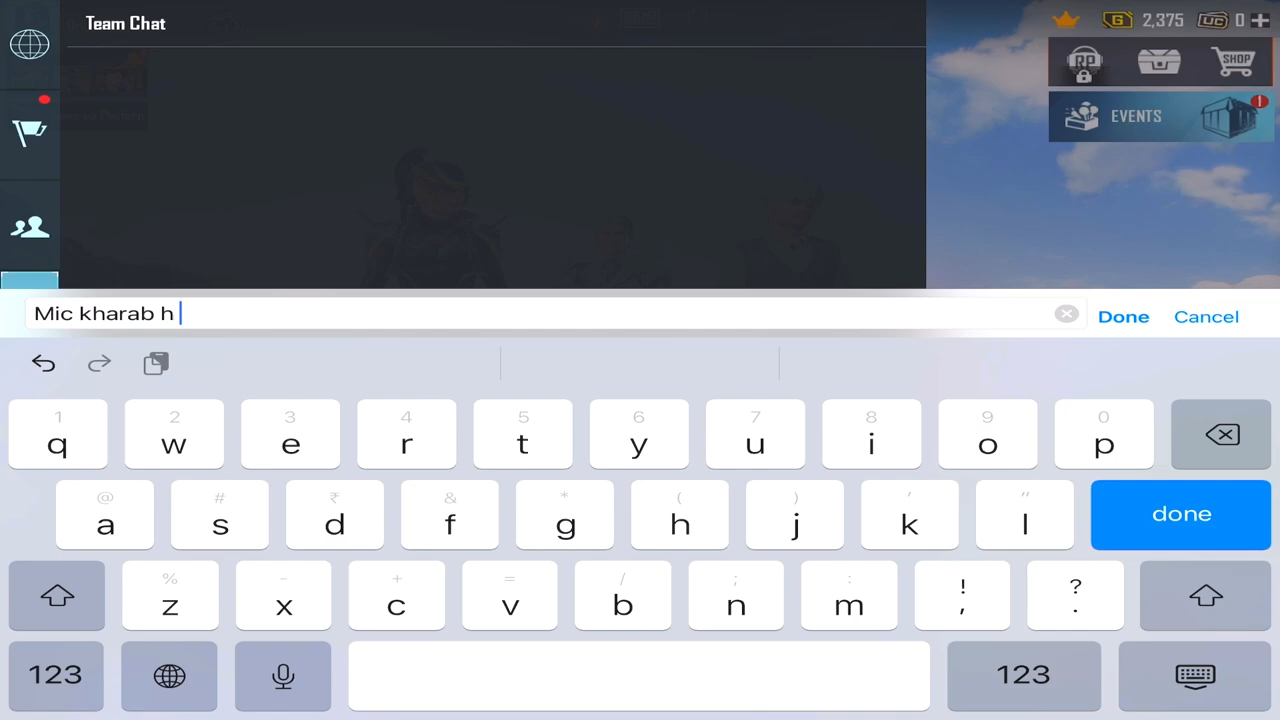 Team Chat
G 2,375 UC 0
RP
SHOP
EVENTS
Mic kharab h
Done Cancel
1 2 3 4 5 6 7 8 9 0
q w e r t y u i o p
@ # ₹ & * ( ) ' "
a s d f g h j k l done
% - + = / ; : ! ?
z x c v b n m , .
123 123